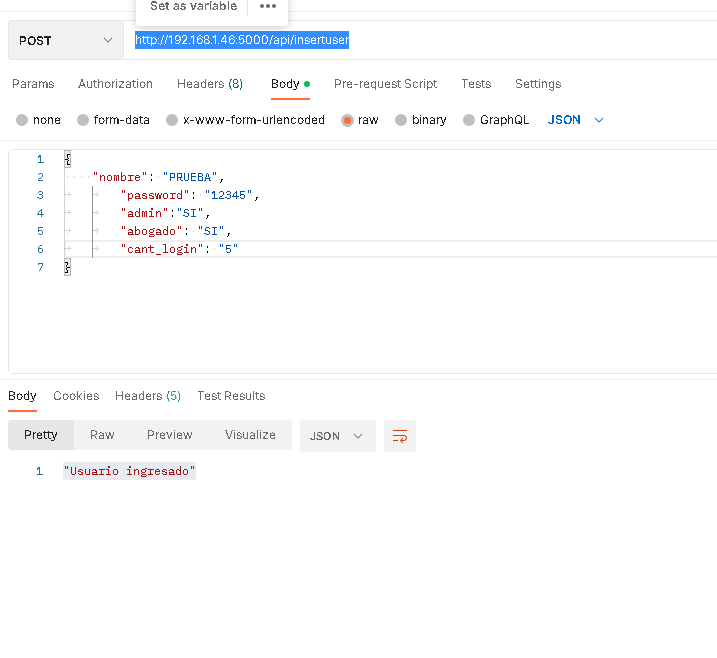 Set as variable •••
POST http://192.168.1.46:5000/api/insertuser
Params Authorization Headers (8) Body Pre-request Script Tests Settings
none form-data x-www-form-urlencoded raw binary GraphQL JSON
1 {
2 "nombre": "PRUEBA",
3 "password": "12345",
4 "admin":"SI",
5 "abogado": "SI",
6 "cant_login": "5"
7 }
Body Cookies Headers (5) Test Results
Pretty Raw Preview Visualize JSON
1 "Usuario ingresado"